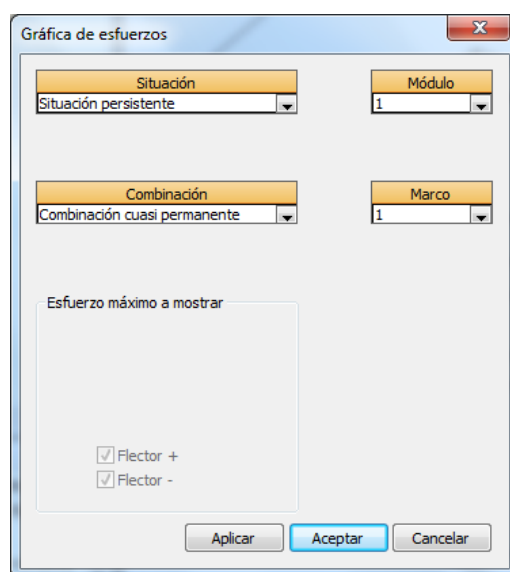 Gráfica de esfuerzos
Situación Módulo
Situación persistente 1
Combinación Marco
Combinación cuasi permanente 1
Esfuerzo máximo a mostrar
Flector +
Flector -
Aplicar Aceptar Cancelar